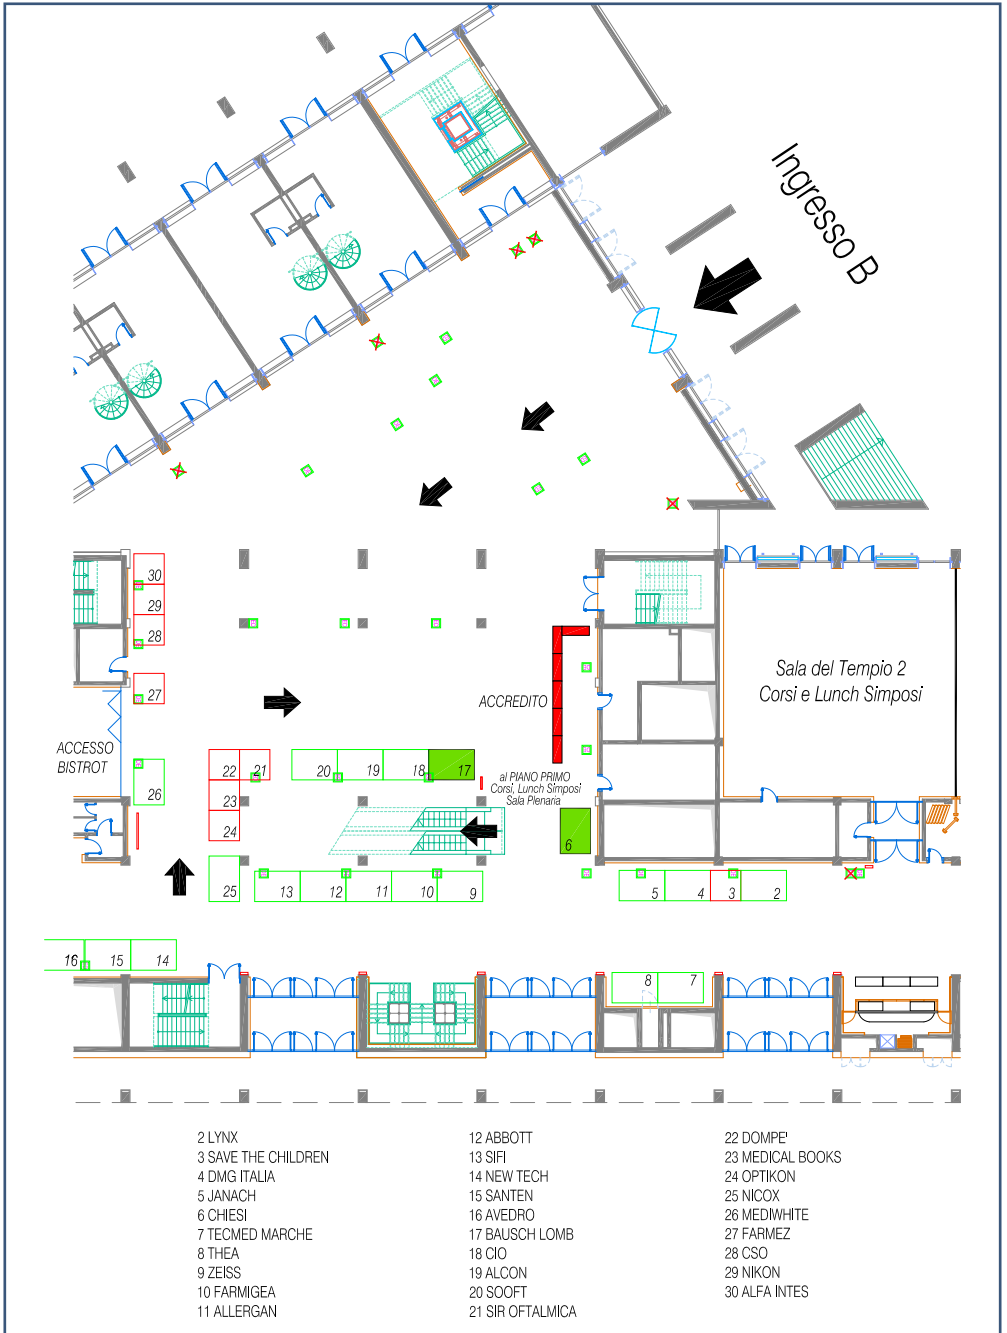 Ingresso B
30
29
28
27
Sala del Tempio 2
Corsi e Lunch Simposi
ACCREDITO
ACCESSO
BISTROT
22
21
20
19
18
17
al PIANO PRIMO
Corsi, Lunch Simposi
Sala Plenaria
26
23
24
6
25
13
12
11
10
9
5
4
3
2
16
15
14
8
7
2 LYNX
3 SAVE THE CHILDREN
4 DMG ITALIA
5 JANACH
6 CHIESI
7 TECMED MARCHE
8 THEA
9 ZEISS
10 FARMIGEA
11 ALLERGAN
12 ABBOTT
13 SIFI
14 NEW TECH
15 SANTEN
16 AVEDRO
17 BAUSCH LOMB
18 CIO
19 ALCON
20 SOOFT
21 SIR OFTALMICA
22 DOMPE'
23 MEDICAL BOOKS
24 OPTIKON
25 NICOX
26 MEDIWHITE
27 FARMEZ
28 CSO
29 NIKON
30 ALFA INTES